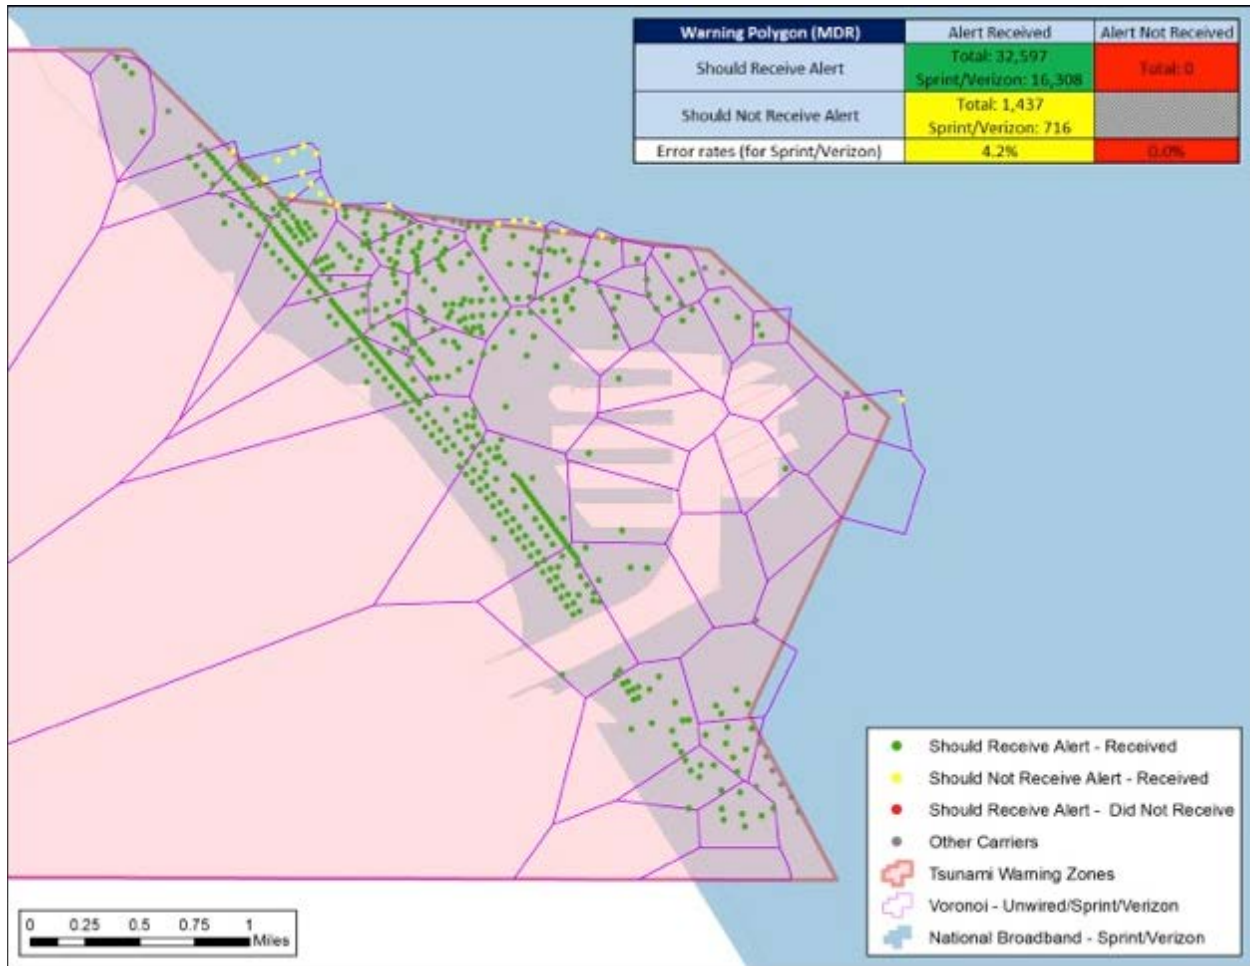 Warning Polygon (MDR) Alert Received Alert Not Received
Should Receive Alert Total: 32,597 Total: 0
Sprint/Verizon: 16,308
Should Not Receive Alert Total: 1,437
Sprint/Verizon: 716
Error rates (for Sprint/Verizon) 4.2% 0.0%
Should Receive Alert - Received
Should Not Receive Alert - Received
Should Receive Alert - Did Not Receive
Other Carriers
Tsunami Warning Zones
Voronoi - Unwired/Sprint/Verizon
National Broadband - Sprint/Verizon
0 0.25 0.5 0.75 1
Miles